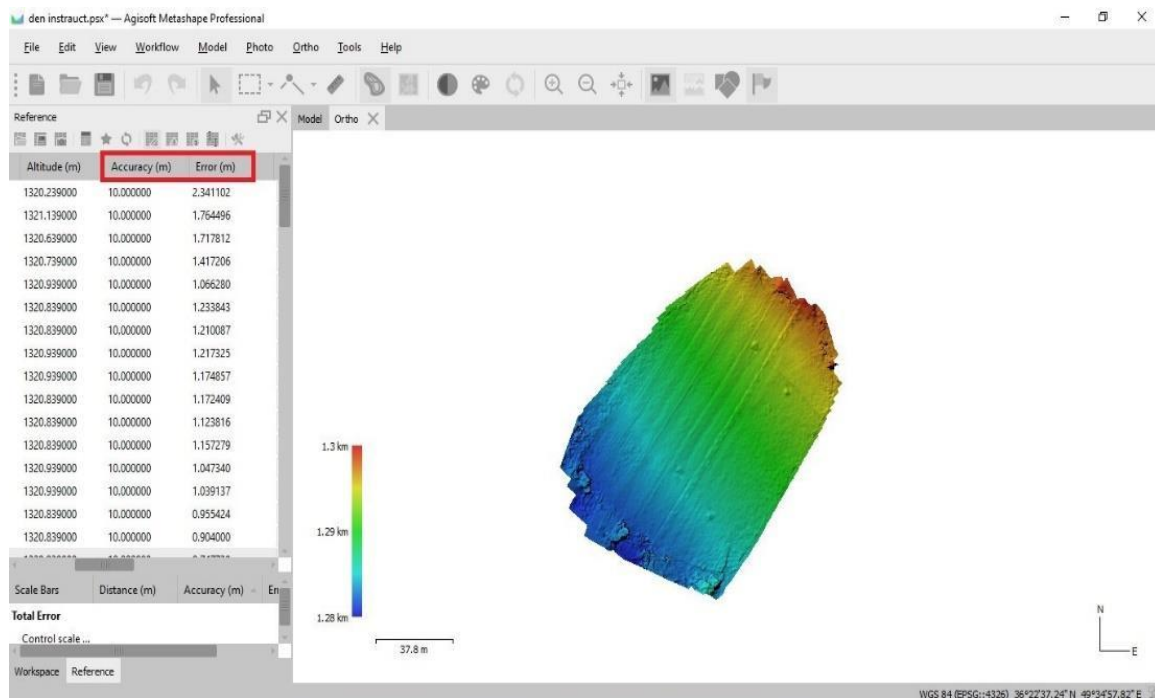 den instrauct.psx* — Agisoft Metashape Professional
File Edit View Workflow Model Photo Ortho Tools Help
Reference
Model Ortho
Altitude (m) Accuracy (m) Error (m)
1320.239000 10.000000 2.341102
1321.139000 10.000000 1.764496
1320.639000 10.000000 1.717812
1320.739000 10.000000 1.417206
1320.939000 10.000000 1.066280
1320.839000 10.000000 1.233843
1320.839000 10.000000 1.210087
1320.939000 10.000000 1.217325
1320.939000 10.000000 1.174857
1320.839000 10.000000 1.172409
1320.839000 10.000000 1.123816
1320.839000 10.000000 1.157279
1320.939000 10.000000 1.047340
1320.939000 10.000000 1.039137
1320.839000 10.000000 0.955424
1320.839000 10.000000 0.904000
Scale Bars Distance (m) Accuracy (m) En
Total Error
Control scale ...
Workspace Reference
1.3 km
1.29 km
1.28 km
37.8 m
N
E
WGS 84 (EPSG::4326) 36°22'37.24" N 49°34'57.82" E